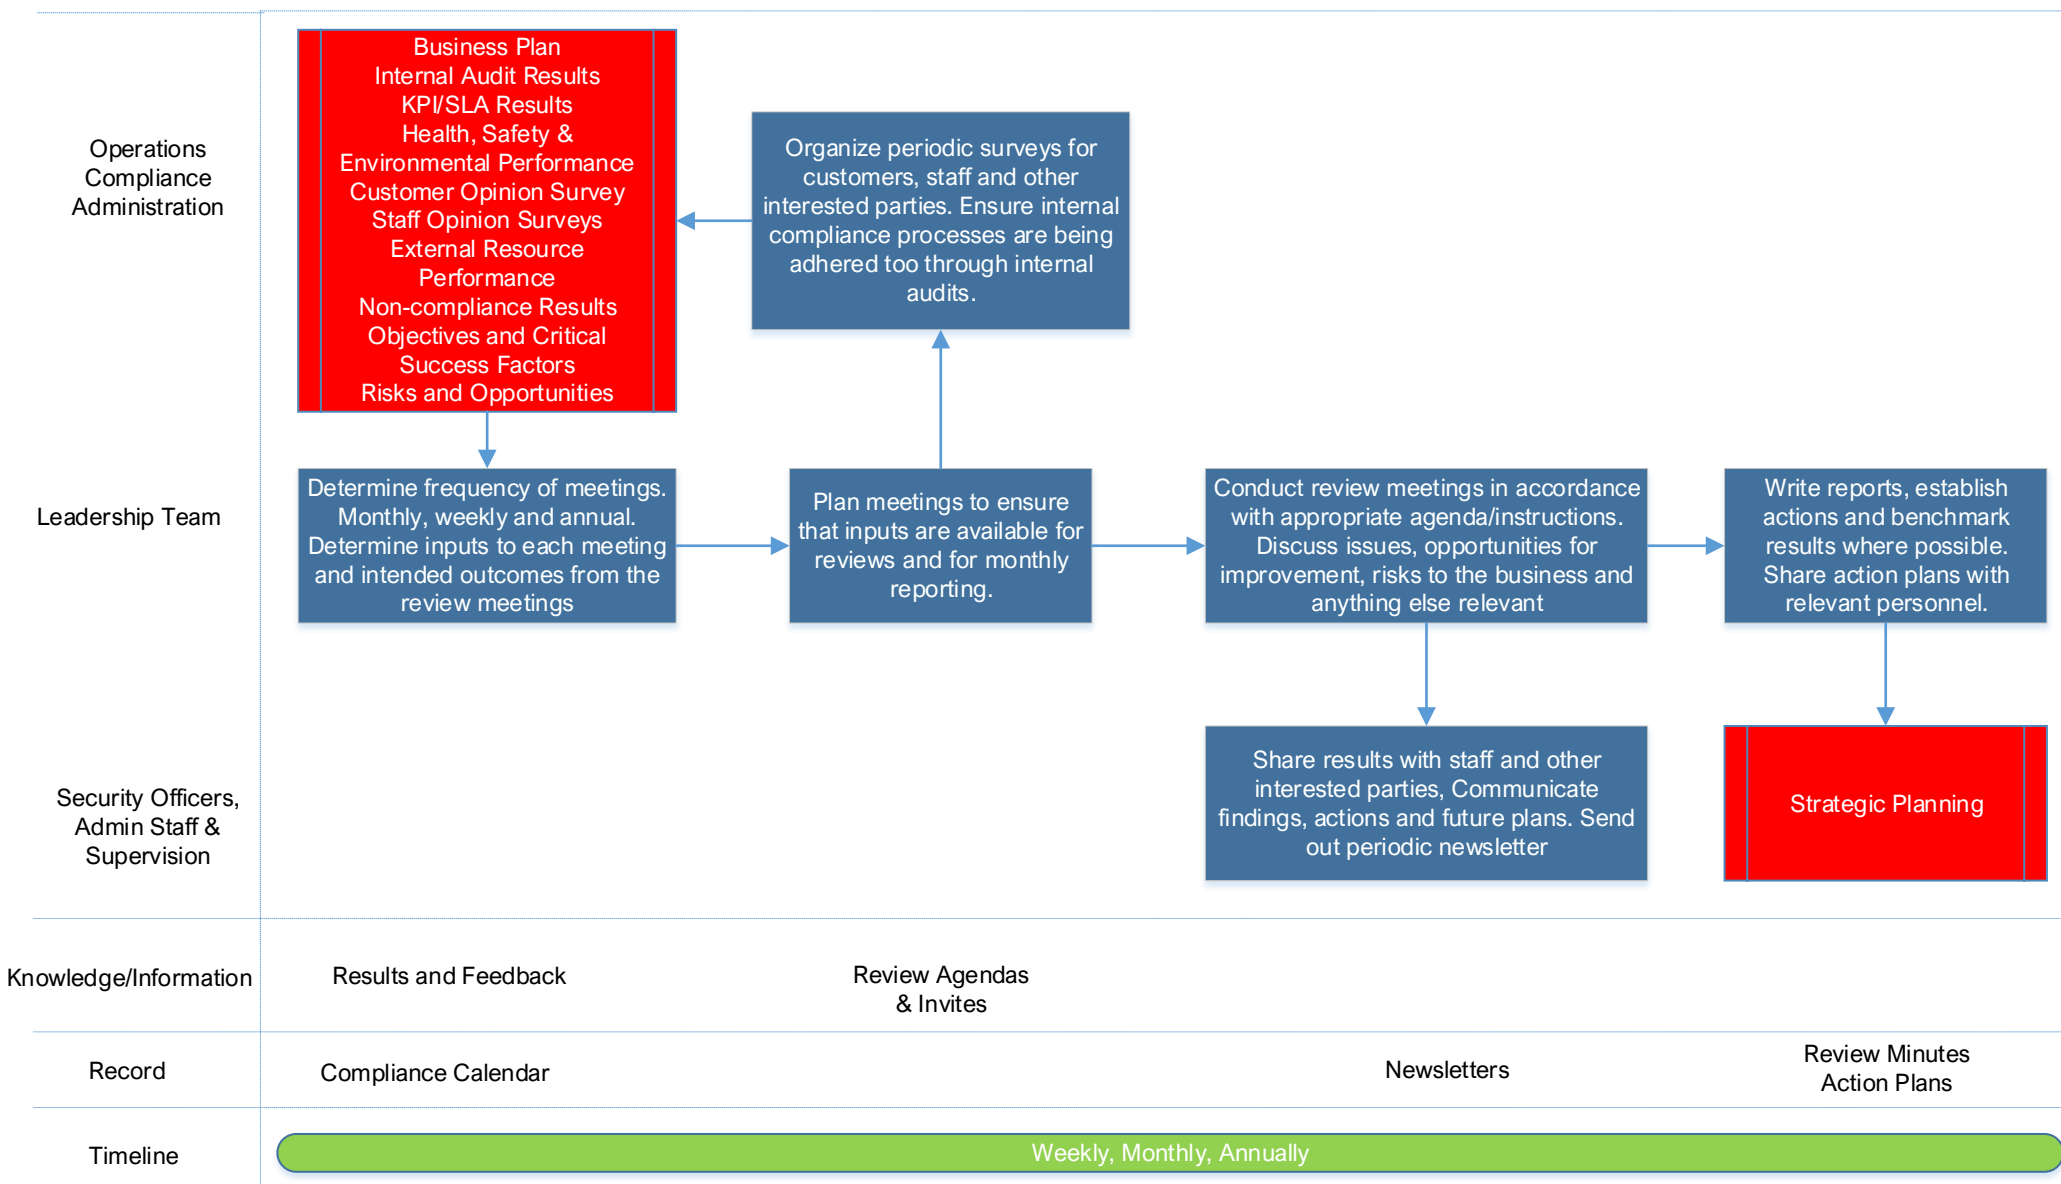 Operations
Compliance
Administration
Business Plan
Internal Audit Results
KPI/SLA Results
Health, Safety &
Environmental Performance
Customer Opinion Survey
Staff Opinion Surveys
External Resource
Performance
Non-compliance Results
Objectives and Critical
Success Factors
Risks and Opportunities
Organize periodic surveys for
customers, staff and other
interested parties. Ensure internal
compliance processes are being
adhered too through internal
audits.
Leadership Team
Determine frequency of meetings.
Monthly, weekly and annual.
Determine inputs to each meeting
and intended outcomes from the
review meetings
Plan meetings to ensure
that inputs are available for
reviews and for monthly
reporting.
Conduct review meetings in accordance
with appropriate agenda/instructions.
Discuss issues, opportunities for
improvement, risks to the business and
anything else relevant
Write reports, establish
actions and benchmark
results where possible.
Share action plans with
relevant personnel.
Security Officers,
Admin Staff &
Supervision
Share results with staff and other
interested parties, Communicate
findings, actions and future plans. Send
out periodic newsletter
Strategic Planning
Knowledge/Information
Results and Feedback
Review Agendas
& Invites
Record
Compliance Calendar
Newsletters
Review Minutes
Action Plans
Timeline
Weekly, Monthly, Annually